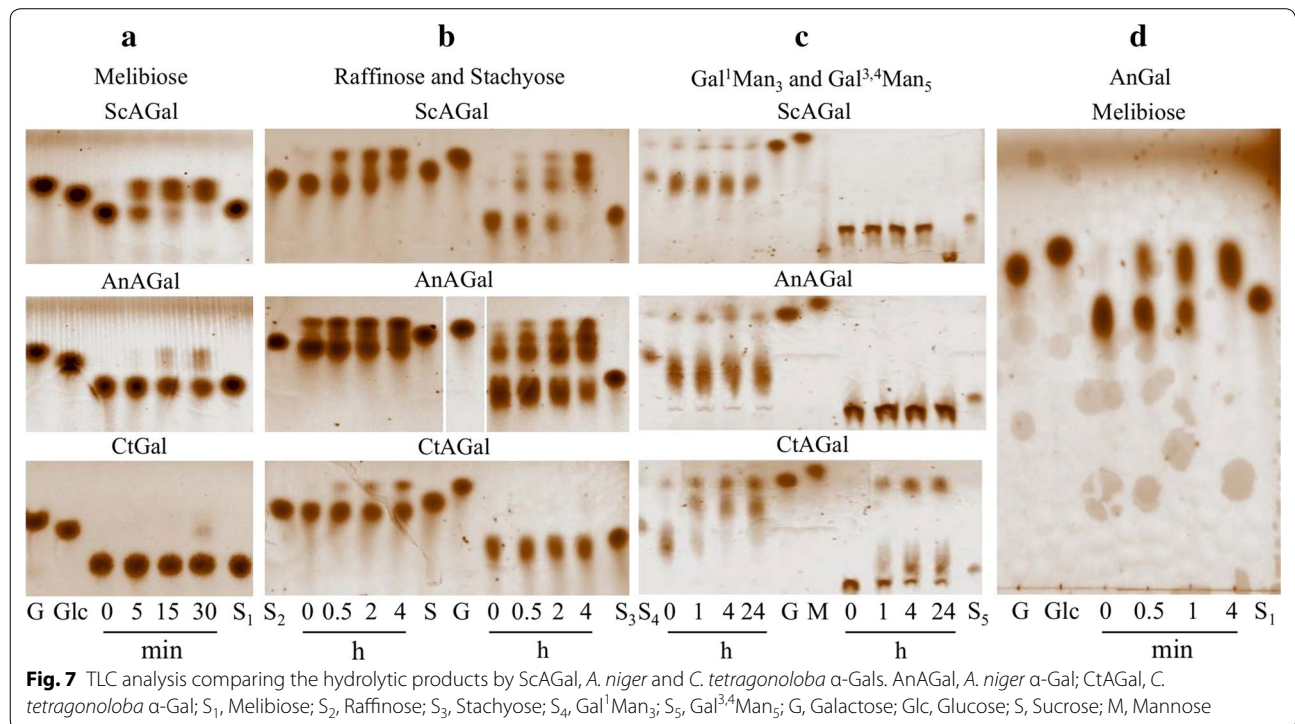 a b c d
Melibiose Raffinose and Stachyose Gal¹Man₃ and Gal³,⁴Man₅ AnGal
ScAGal ScAGal ScAGal Melibiose
AnAGal AnAGal AnAGal
CtGal CtAGal CtAGal
G Glc 0 5 15 30 S₁ S₂ 0 0.5 2 4 S G 0 0.5 2 4 S₃ S₄ 0 1 4 24 G M 0 1 4 24 S₅ G Glc 0 0.5 1 4 S₁
min h h h h min
Fig. 7 TLC analysis comparing the hydrolytic products by ScAGal, A. niger and C. tetragonoloba α-Gals. AnAGal, A. niger α-Gal; CtAGal, C.
tetragonoloba α-Gal; S₁, Melibiose; S₂, Raffinose; S₃, Stachyose; S₄, Gal¹Man₃; S₅, Gal³,⁴Man₅; G, Galactose; Glc, Glucose; S, Sucrose; M, Mannose